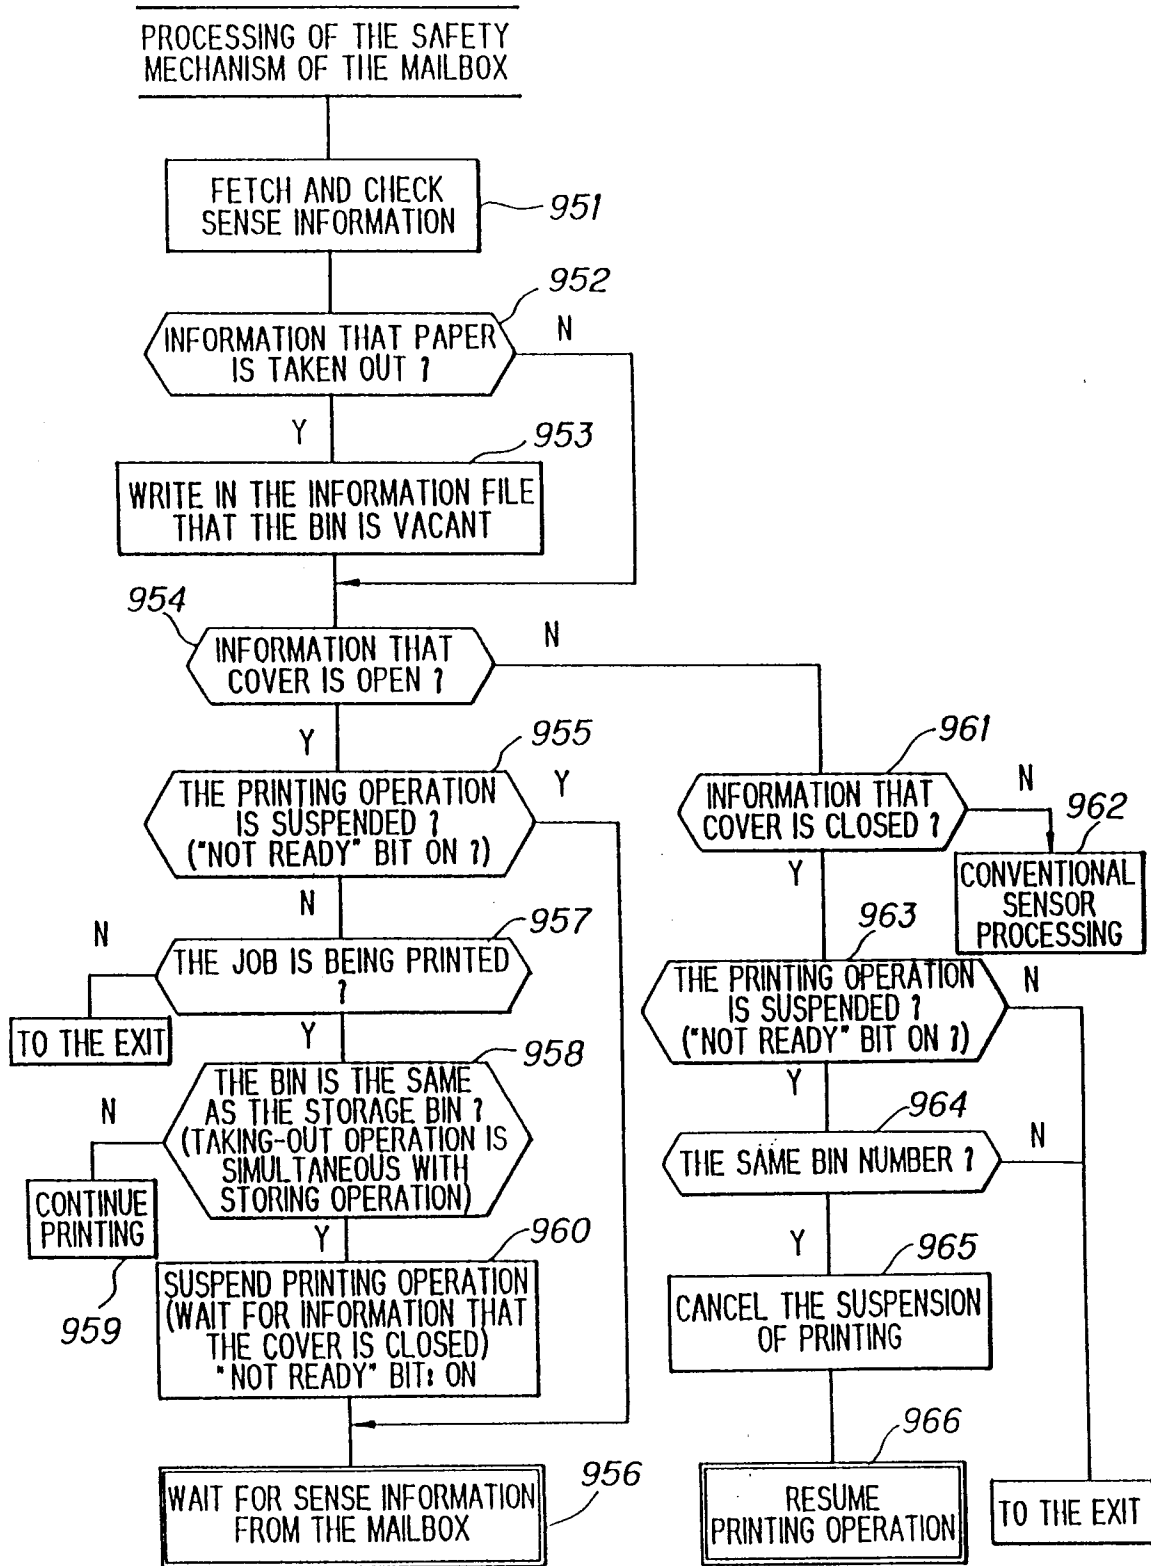 PROCESSING OF THE SAFETY
MECHANISM OF THE MAILBOX
FETCH AND CHECK
SENSE INFORMATION
951
952
INFORMATION THAT PAPER
IS TAKEN OUT ?
N
Y
953
WRITE IN THE INFORMATION FILE
THAT THE BIN IS VACANT
954
INFORMATION THAT
COVER IS OPEN ?
N
Y
955
THE PRINTING OPERATION
IS SUSPENDED ?
("NOT READY" BIT ON ?)
Y
N
957
THE JOB IS BEING PRINTED
?
N
TO THE EXIT
Y
958
THE BIN IS THE SAME
AS THE STORAGE BIN ?
(TAKING-OUT OPERATION IS
SIMULTANEOUS WITH
STORING OPERATION)
N
CONTINUE
PRINTING
959
Y
960
SUSPEND PRINTING OPERATION
(WAIT FOR INFORMATION THAT
THE COVER IS CLOSED)
"NOT READY" BIT: ON
WAIT FOR SENSE INFORMATION
FROM THE MAILBOX
956
961
INFORMATION THAT
COVER IS CLOSED ?
N
962
CONVENTIONAL
SENSOR
PROCESSING
Y
963
THE PRINTING OPERATION
IS SUSPENDED ?
("NOT READY" BIT ON ?)
N
Y
964
THE SAME BIN NUMBER ?
N
Y
965
CANCEL THE SUSPENSION
OF PRINTING
966
RESUME
PRINTING OPERATION
TO THE EXIT